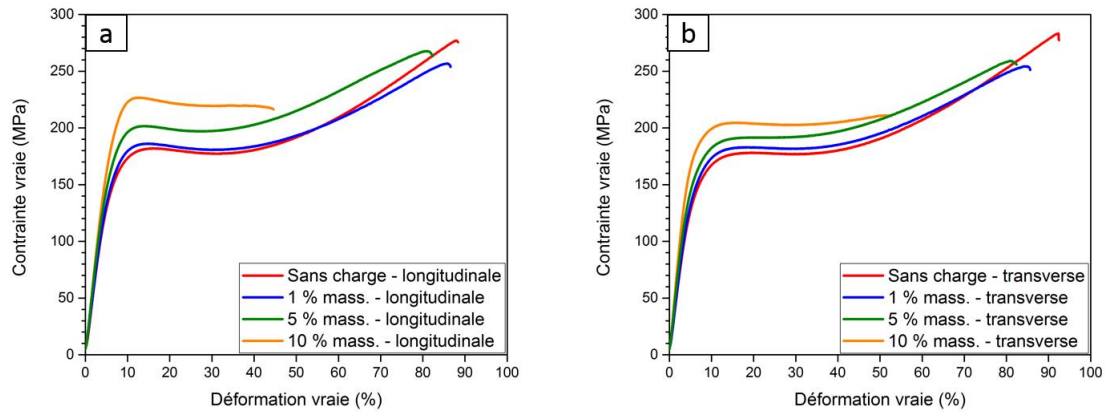 a
300
250
200
150
100
50
0
Contrainte vraie (MPa)
Sans charge - longitudinale
1 % mass. - longitudinale
5 % mass. - longitudinale
10 % mass. - longitudinale
0 10 20 30 40 50 60 70 80 90 100
Déformation vraie (%)
b
300
250
200
150
100
50
0
Contrainte vraie (MPa)
Sans charge - transverse
1 % mass. - transverse
5 % mass. - transverse
10 % mass. - transverse
0 10 20 30 40 50 60 70 80 90 100
Déformation vraie (%)